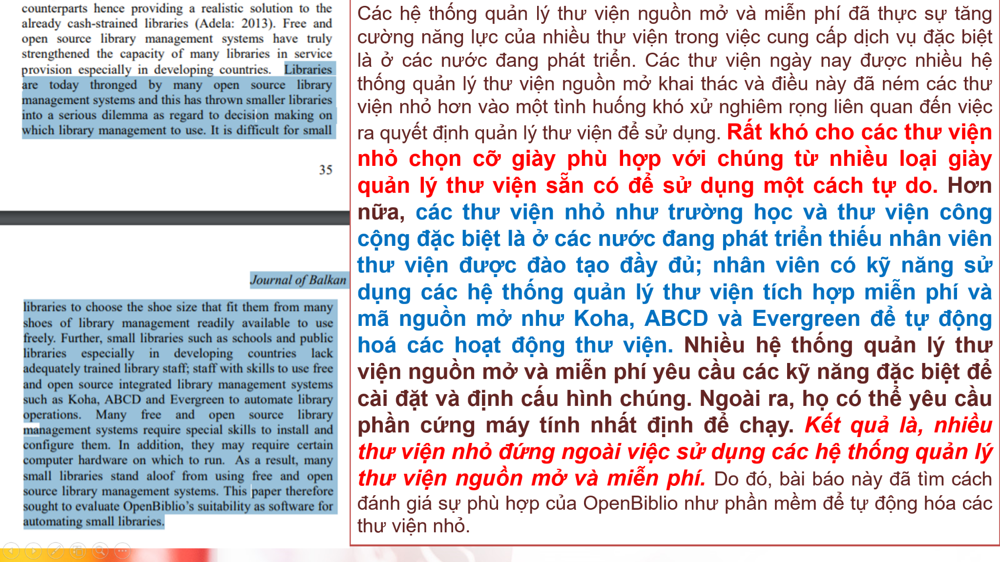 counterparts hence providing a realistic solution to the
already cash-strained libraries (Adela: 2013). Free and
open source library management systems have truly
strengthened the capacity of many libraries in service
provision especially in developing countries. Libraries
are today thronged by many open source library
management systems and this has thrown smaller libraries
into a serious dilemma as regard to decision making on
which library management to use. It is difficult for small
35
Journal of Balkan
libraries to choose the shoe size that fit them from many
shoes of library management readily available to use
freely. Further, small libraries such as schools and public
libraries especially in developing countries lack
adequately trained library staff; staff with skills to use free
and open source integrated library management systems
such as Koha, ABCD and Evergreen to automate library
operations. Many free and open source library
management systems require special skills to install and
configure them. In addition, they may require certain
computer hardware on which to run. As a result, many
small libraries stand aloof from using free and open
source library management systems. This paper therefore
sought to evaluate OpenBiblio's suitability as software for
automating small libraries.
Các hệ thống quản lý thư viện nguồn mở và miễn phí đã thực sự tăng
cường năng lực của nhiều thư viện trong việc cung cấp dịch vụ đặc biệt
là ở các nước đang phát triển. Các thư viện ngày nay được nhiều hệ
thống quản lý thư viện nguồn mở khai thác và điều này đã ném các thư
viện nhỏ hơn vào một tình huống khó xử nghiêm rọng liên quan đến việc
ra quyết định quản lý thư viện để sử dụng. Rất khó cho các thư viện
nhỏ chọn cỡ giày phù hợp với chúng từ nhiều loại giày
quản lý thư viện sẵn có để sử dụng một cách tự do. Hơn
nữa, các thư viện nhỏ như trường học và thư viện công
cộng đặc biệt là ở các nước đang phát triển thiếu nhân viên
thư viện được đào tạo đầy đủ; nhân viên có kỹ năng sử
dụng các hệ thống quản lý thư viện tích hợp miễn phí và
mã nguồn mở như Koha, ABCD và Evergreen để tự động
hoá các hoạt động thư viện. Nhiều hệ thống quản lý thư
viện nguồn mở và miễn phí yêu cầu các kỹ năng đặc biệt để
cài đặt và định cấu hình chúng. Ngoài ra, họ có thể yêu cầu
phần cứng máy tính nhất định để chạy. Kết quả là, nhiều
thư viện nhỏ đứng ngoài việc sử dụng các hệ thống quản lý
thư viện nguồn mở và miễn phí. Do đó, bài báo này đã tìm cách
đánh giá sự phù hợp của OpenBiblio như phần mềm để tự động hóa các
thư viện nhỏ.